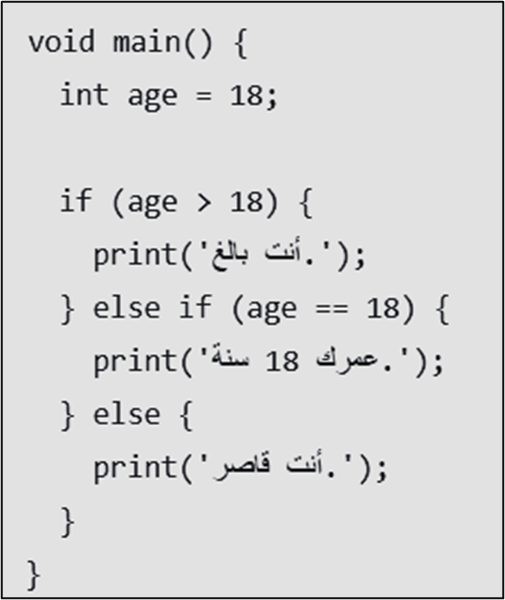 void main() {
int age = 18;
if (age > 18) {
print('أنت بالغ.');
} else if (age == 18) {
print('عمرك 18 سنة.');
} else {
print('أنت قاصر.');
}
}